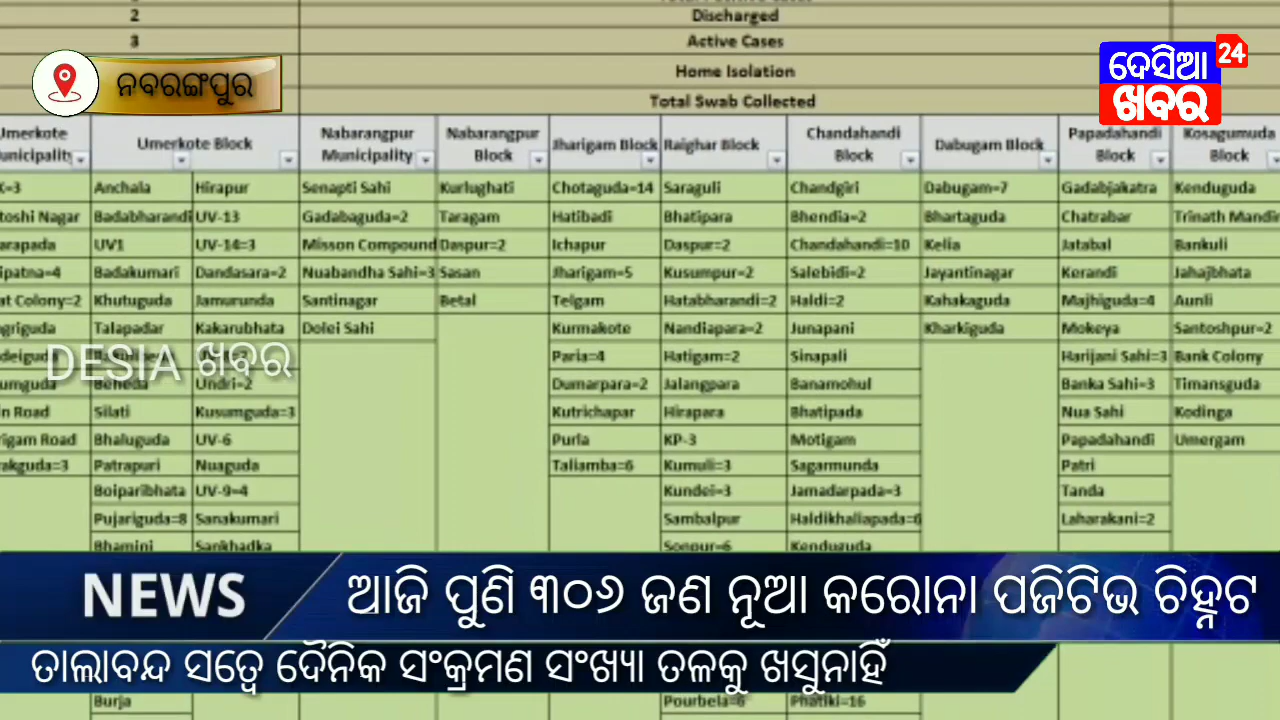 2 Discharged
3 Active Cases
Home Isolation
Total Swab Collected
ନବରଙ୍ଗପୁର
ଦେସିଆ 24
ଖବର
Umerkote Block Nabarangpur Municipality Nabarangpur Block Jharigam Block Raighar Block Chandahandi Block Dabugam Block Papadahandi Block Kosagumuda Block
Anchala Hirapur Senapti Sahi Kurlughati Chotaguda=14 Saraguli Chandgiri Dabugam=7 Gadabjakatra Kenduguda
toshi Nagar Badabharandi UV-13 Gadabaguda=2 Taragam Hatibadi Bhatipara Bhendia=2 Bhartaguda Chatrabar Trinath Mandir
arapada UV1 UV-14=3 Misson Compound Daspur=2 Ichapur Daspur=2 Chandahandi=10 Kelia Jatabal Bankuli
ipatna=4 Badakumari Dandasara=2 Nuabandha Sahi=3 Sasan Jharigam=5 Kusumpur=2 Salebidi=2 Jayantinagar Kerandi Jahajbhata
at Colony=2 Khutuguda Jamurunda Santinagar Betal Telgam Hatabharandi=2 Haldi=2 Kahakaguda Majhiguda=4 Aunli
agriguda Talapadar Kakarubhata Dolei Sahi Kurmakote Nandiapara=2 Junapani Kharkiguda Mokeya Santoshpur=2
Paria=4 Hatigam=2 Sinapali Harijani Sahi=3 Bank Colony
DESIA ଖବର
umguda Beheda Undri=2 Dumarpara=2 Jalangpara Banamohul Banka Sahi=3 Timansguda
in Road Silati Kusumguda=3 Kutrichapar Hirapara Bhatipada Nua Sahi Kodinga
rigam Road Bhaluguda UV-6 Purla KP-3 Motigam Papadahandi Umergam
rakguda=3 Patrapuri Nuaguda Taliamba=6 Kumuli=3 Sagarmunda Patri
Boiparibhata UV-9=4 Kundei=3 Jamadarpada=3 Tanda
Pujariguda=8 Sanakumari Sambalpur Haldikhaliapada=6 Laharakani=2
Bhamini Sankhadka Sonpur=6 Kenduguda
NEWS ଆଜି ପୁଣି ୩୦୬ ଜଣ ନୂଆ କରୋନା ପଜିଟିଭ ଚିହ୍ନଟ
ତାଲାବନ୍ଦ ସତ୍ୱେ ଦୈନିକ ସଂକ୍ରମଣ ସଂଖ୍ୟା ତଳକୁ ଖସୁନାହିଁ
Burja Pourbela=6 Phatiki=16